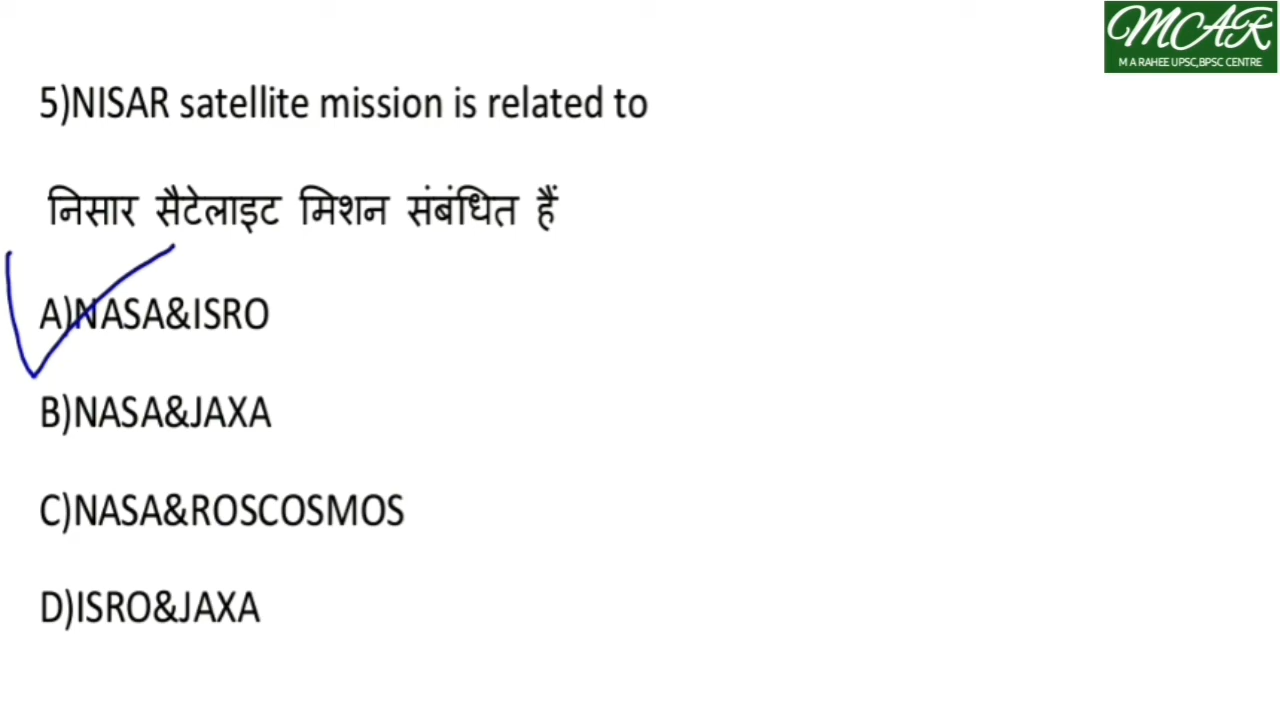 MCAR
M A RAHEE UPSC,BPSC CENTRE
5)NISAR satellite mission is related to
निसार सैटेलाइट मिशन संबंधित हैं
A)NASA&ISRO
B)NASA&JAXA
C)NASA&ROSCOSMOS
D)ISRO&JAXA